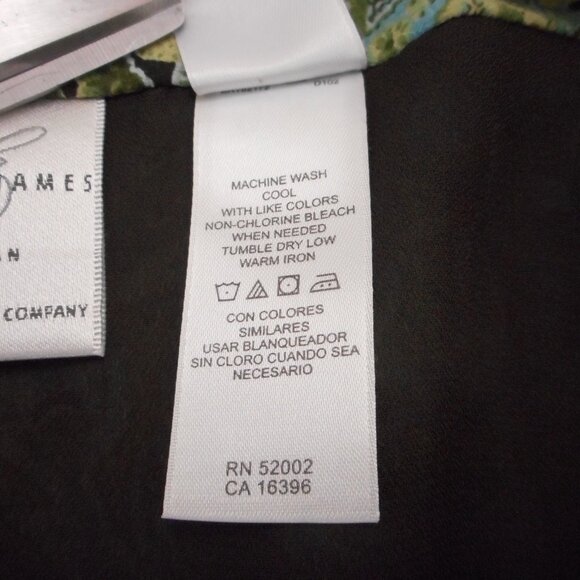 AMES
N
COMPANY
0102
MACHINE WASH
COOL
WITH LIKE COLORS
NON-CHLORINE BLEACH
WHEN NEEDED
TUMBLE DRY LOW
WARM IRON
CON COLORES
SIMILARES
USAR BLANQUEADOR
SIN CLORO CUANDO SEA
NECESARIO
RN 52002
CA 16396